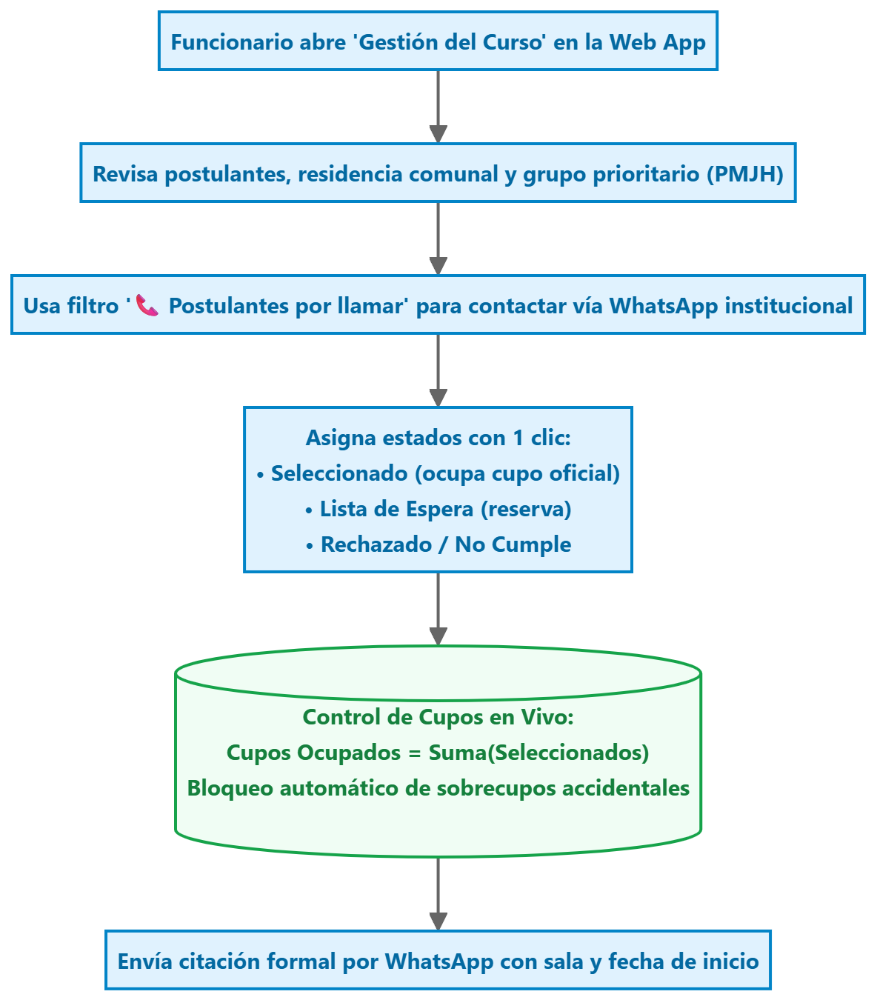 Funcionario abre 'Gestión del Curso' en la Web App
Revisa postulantes, residencia comunal y grupo prioritario (PMJH)
Usa filtro '📞 Postulantes por llamar' para contactar vía WhatsApp institucional
Asigna estados con 1 clic:
• Seleccionado (ocupa cupo oficial)
• Lista de Espera (reserva)
• Rechazado / No Cumple
Control de Cupos en Vivo:
Cupos Ocupados = Suma(Seleccionados)
Bloqueo automático de sobrecupos accidentales
Envía citación formal por WhatsApp con sala y fecha de inicio